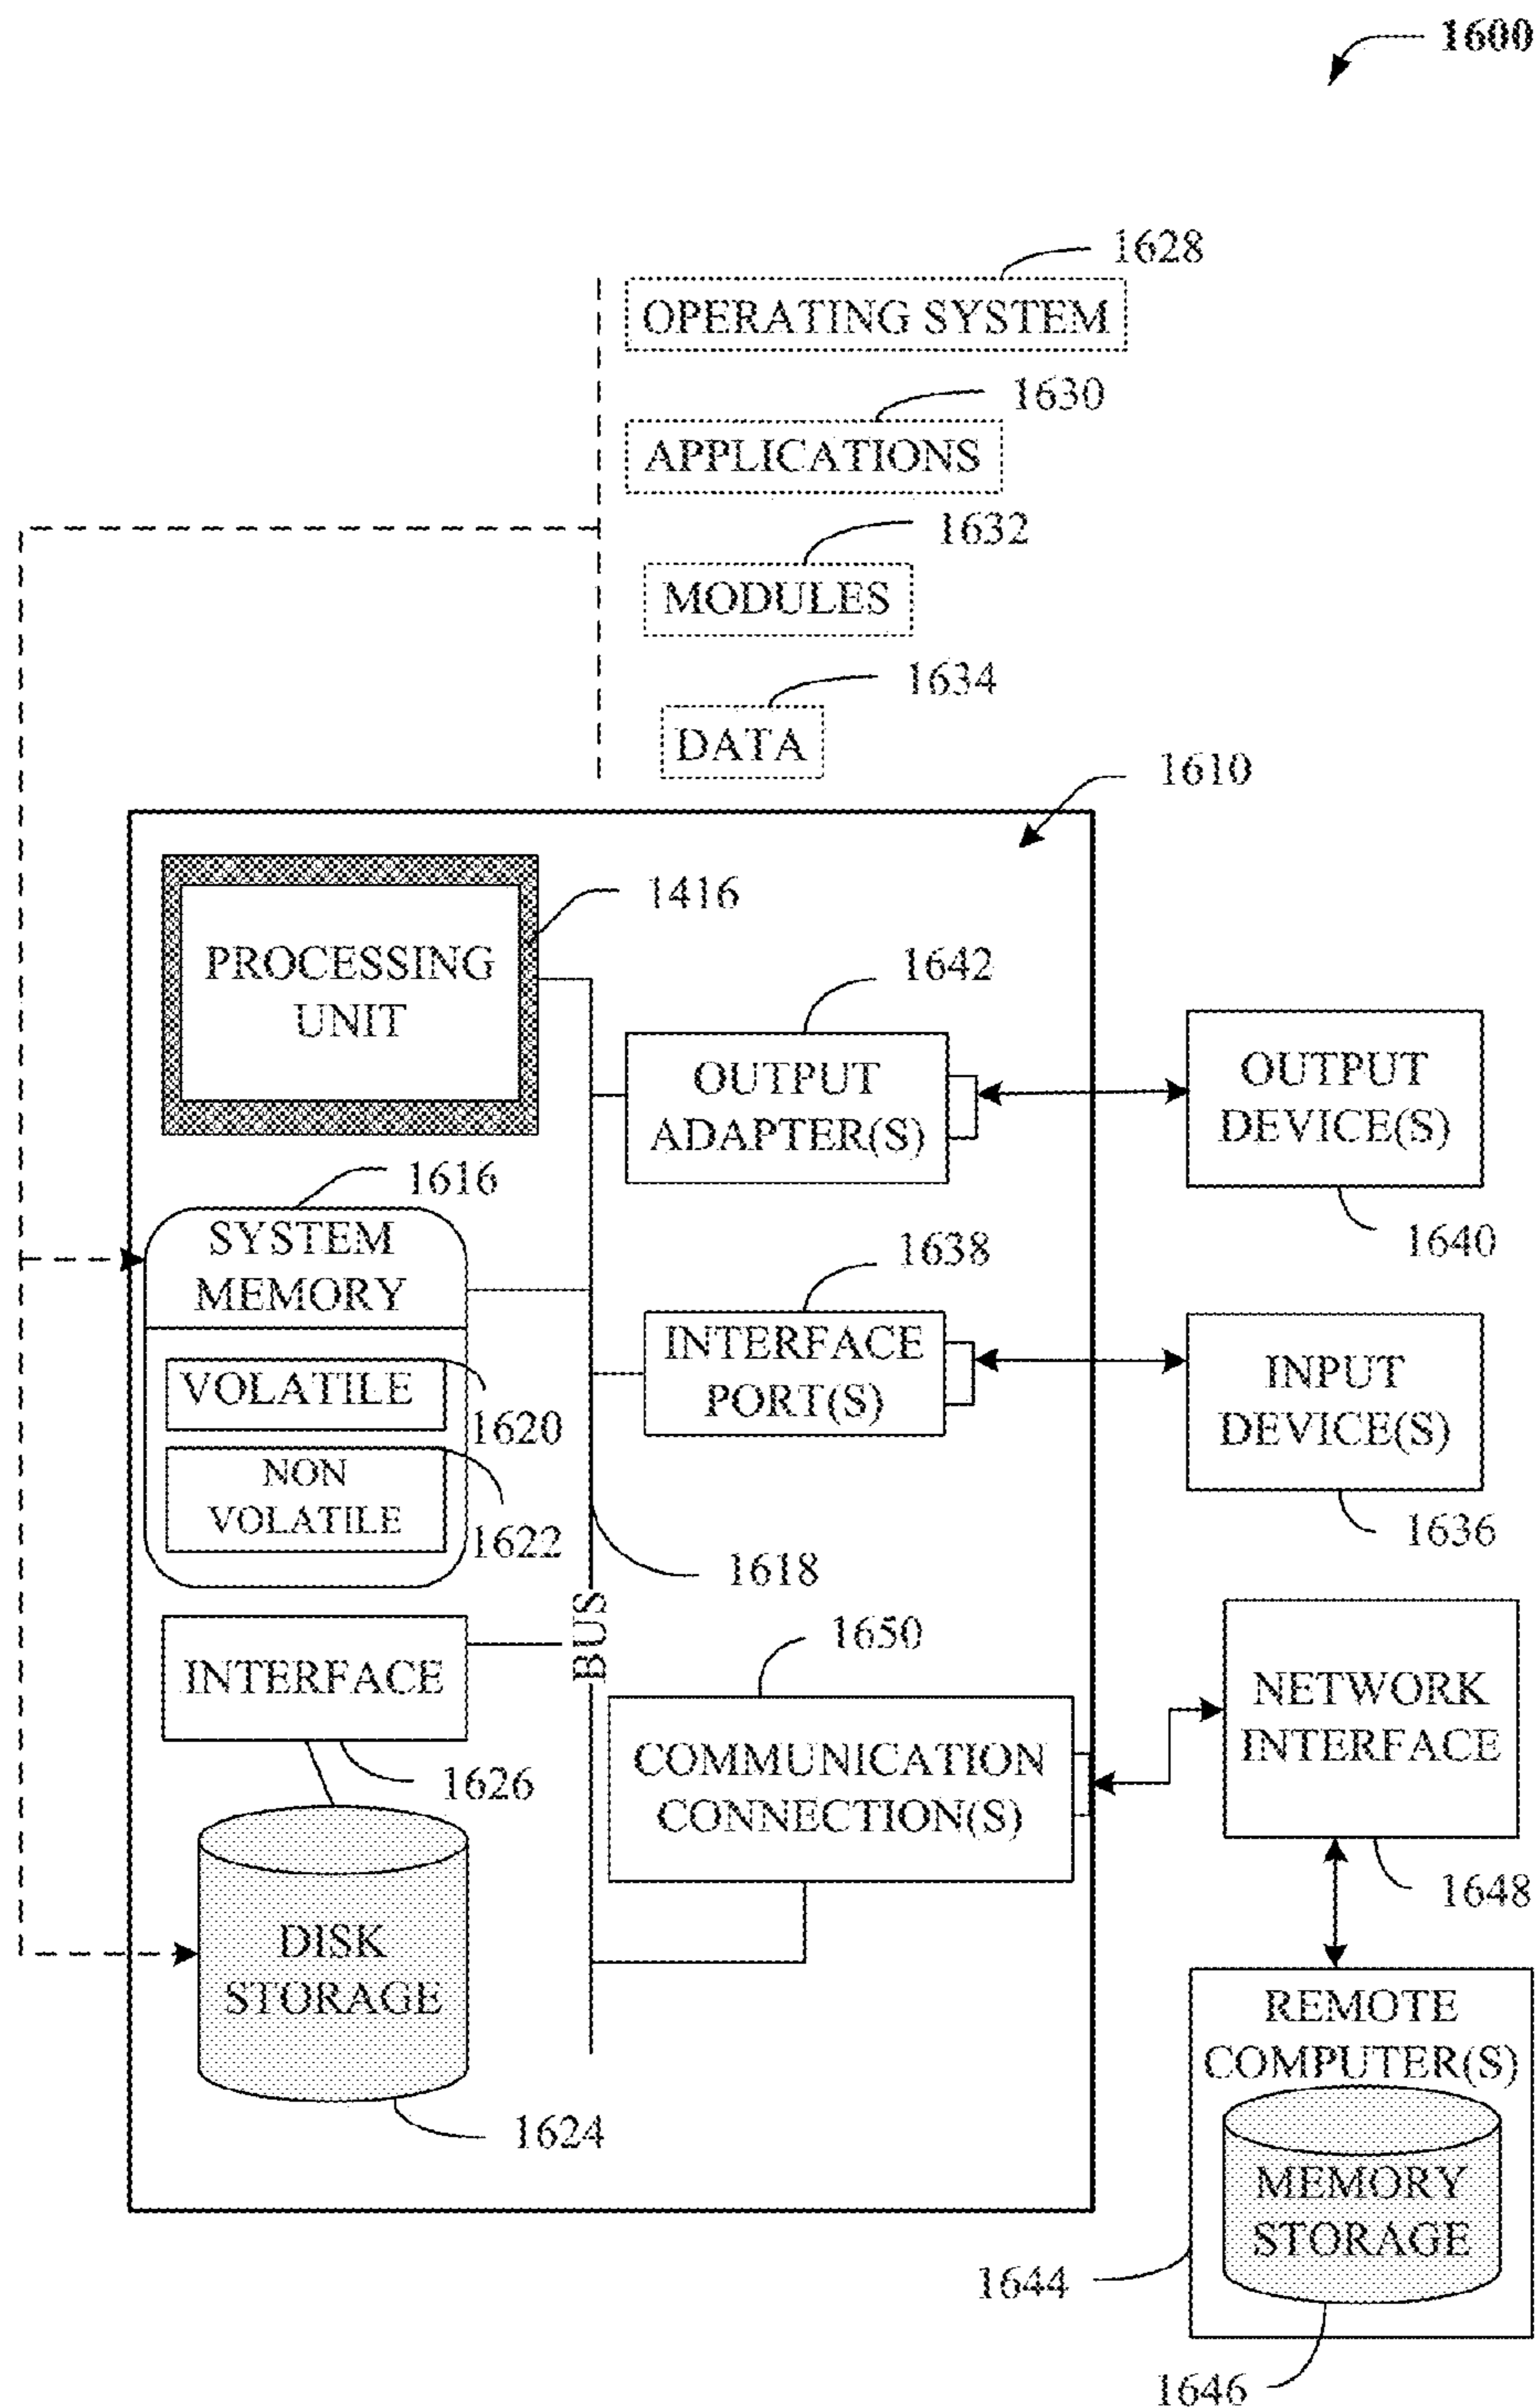 1600
1628
OPERATING SYSTEM
1630
APPLICATIONS
1632
MODULES
1634
DATA
1610
1416
PROCESSING
UNIT
1642
OUTPUT
ADAPTER(S)
OUTPUT
DEVICE(S)
1640
1616
SYSTEM
MEMORY
VOLATILE
1620
NON
VOLATILE
1622
1638
INTERFACE
PORT(S)
INPUT
DEVICE(S)
1636
1618
BUS
INTERFACE
1626
1650
COMMUNICATION
CONNECTION(S)
NETWORK
INTERFACE
1648
DISK
STORAGE
1624
REMOTE
COMPUTER(S)
MEMORY
STORAGE
1644
1646